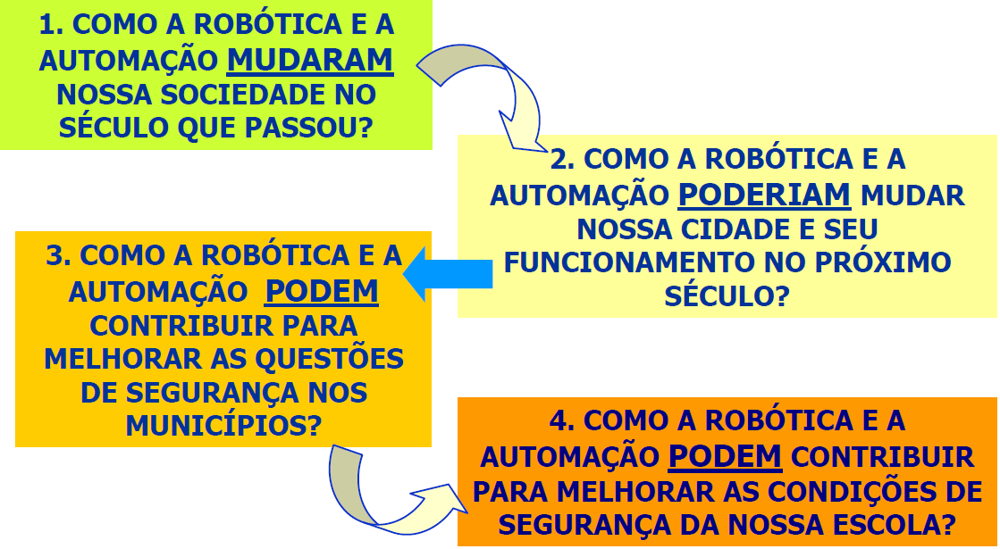 1. COMO A ROBÓTICA E A
AUTOMAÇÃO MUDARAM
NOSSA SOCIEDADE NO
SÉCULO QUE PASSOU?
2. COMO A ROBÓTICA E A
AUTOMAÇÃO PODERIAM MUDAR
NOSSA CIDADE E SEU
FUNCIONAMENTO NO PRÓXIMO
SÉCULO?
3. COMO A ROBÓTICA E A
AUTOMAÇÃO PODEM
CONTRIBUIR PARA
MELHORAR AS QUESTÕES
DE SEGURANÇA NOS
MUNICÍPIOS?
4. COMO A ROBÓTICA E A
AUTOMAÇÃO PODEM CONTRIBUIR
PARA MELHORAR AS CONDIÇÕES DE
SEGURANÇA DA NOSSA ESCOLA?